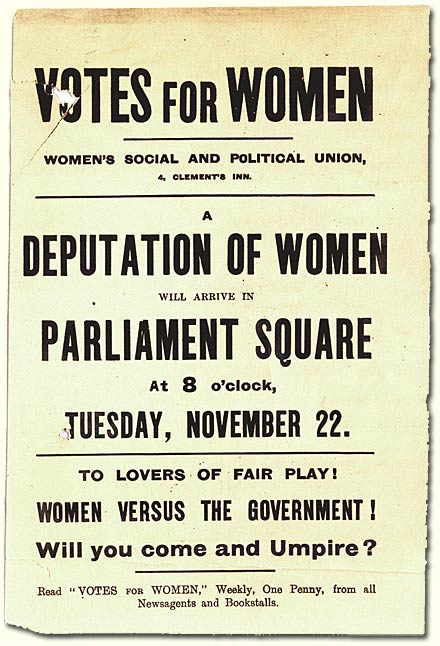 VOTES FOR WOMEN
WOMEN'S SOCIAL AND POLITICAL UNION,
4, CLEMENT'S INN.
A
DEPUTATION OF WOMEN
WILL ARRIVE IN
PARLIAMENT SQUARE
At 8 o'clock,
TUESDAY, NOVEMBER 22.
TO LOVERS OF FAIR PLAY!
WOMEN VERSUS THE GOVERNMENT!
Will you come and Umpire?
Read "VOTES FOR WOMEN," Weekly, One Penny, from all
Newsagents and Bookstalls.